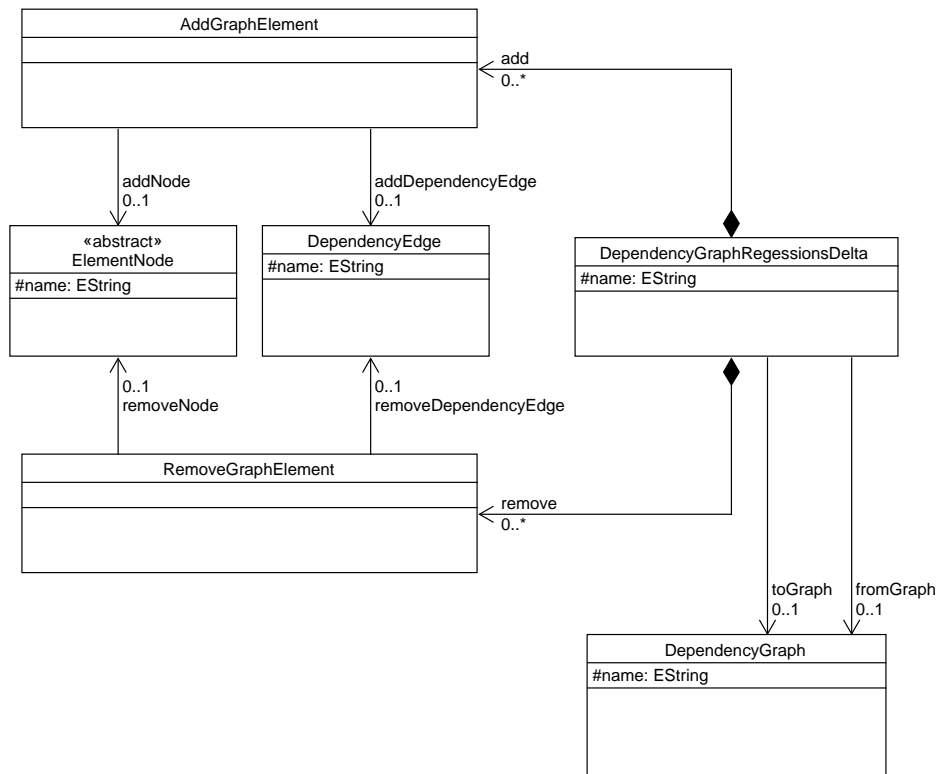 AddGraphElement
add
0..*
addNode
0..1
addDependencyEdge
0..1
«abstract»
ElementNode
#name: EString
DependencyEdge
#name: EString
DependencyGraphRegressionsDelta
#name: EString
0..1
removeNode
0..1
removeDependencyEdge
RemoveGraphElement
remove
0..*
toGraph
0..1
fromGraph
0..1
DependencyGraph
#name: EString